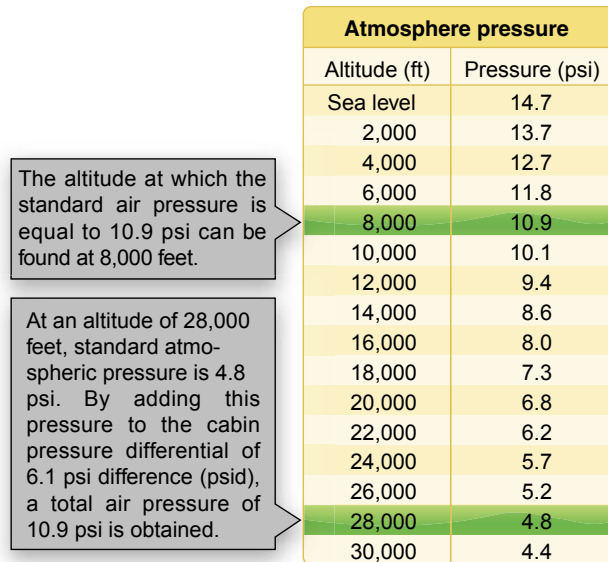 Atmosphere pressure
Altitude (ft) Pressure (psi)
Sea level 14.7
2,000 13.7
4,000 12.7
6,000 11.8
8,000 10.9
10,000 10.1
12,000 9.4
14,000 8.6
16,000 8.0
18,000 7.3
20,000 6.8
22,000 6.2
24,000 5.7
26,000 5.2
28,000 4.8
30,000 4.4
The altitude at which the
standard air pressure is
equal to 10.9 psi can be
found at 8,000 feet.
At an altitude of 28,000
feet, standard atmo-
spheric pressure is 4.8
psi. By adding this
pressure to the cabin
pressure differential of
6.1 psi difference (psid),
a total air pressure of
10.9 psi is obtained.